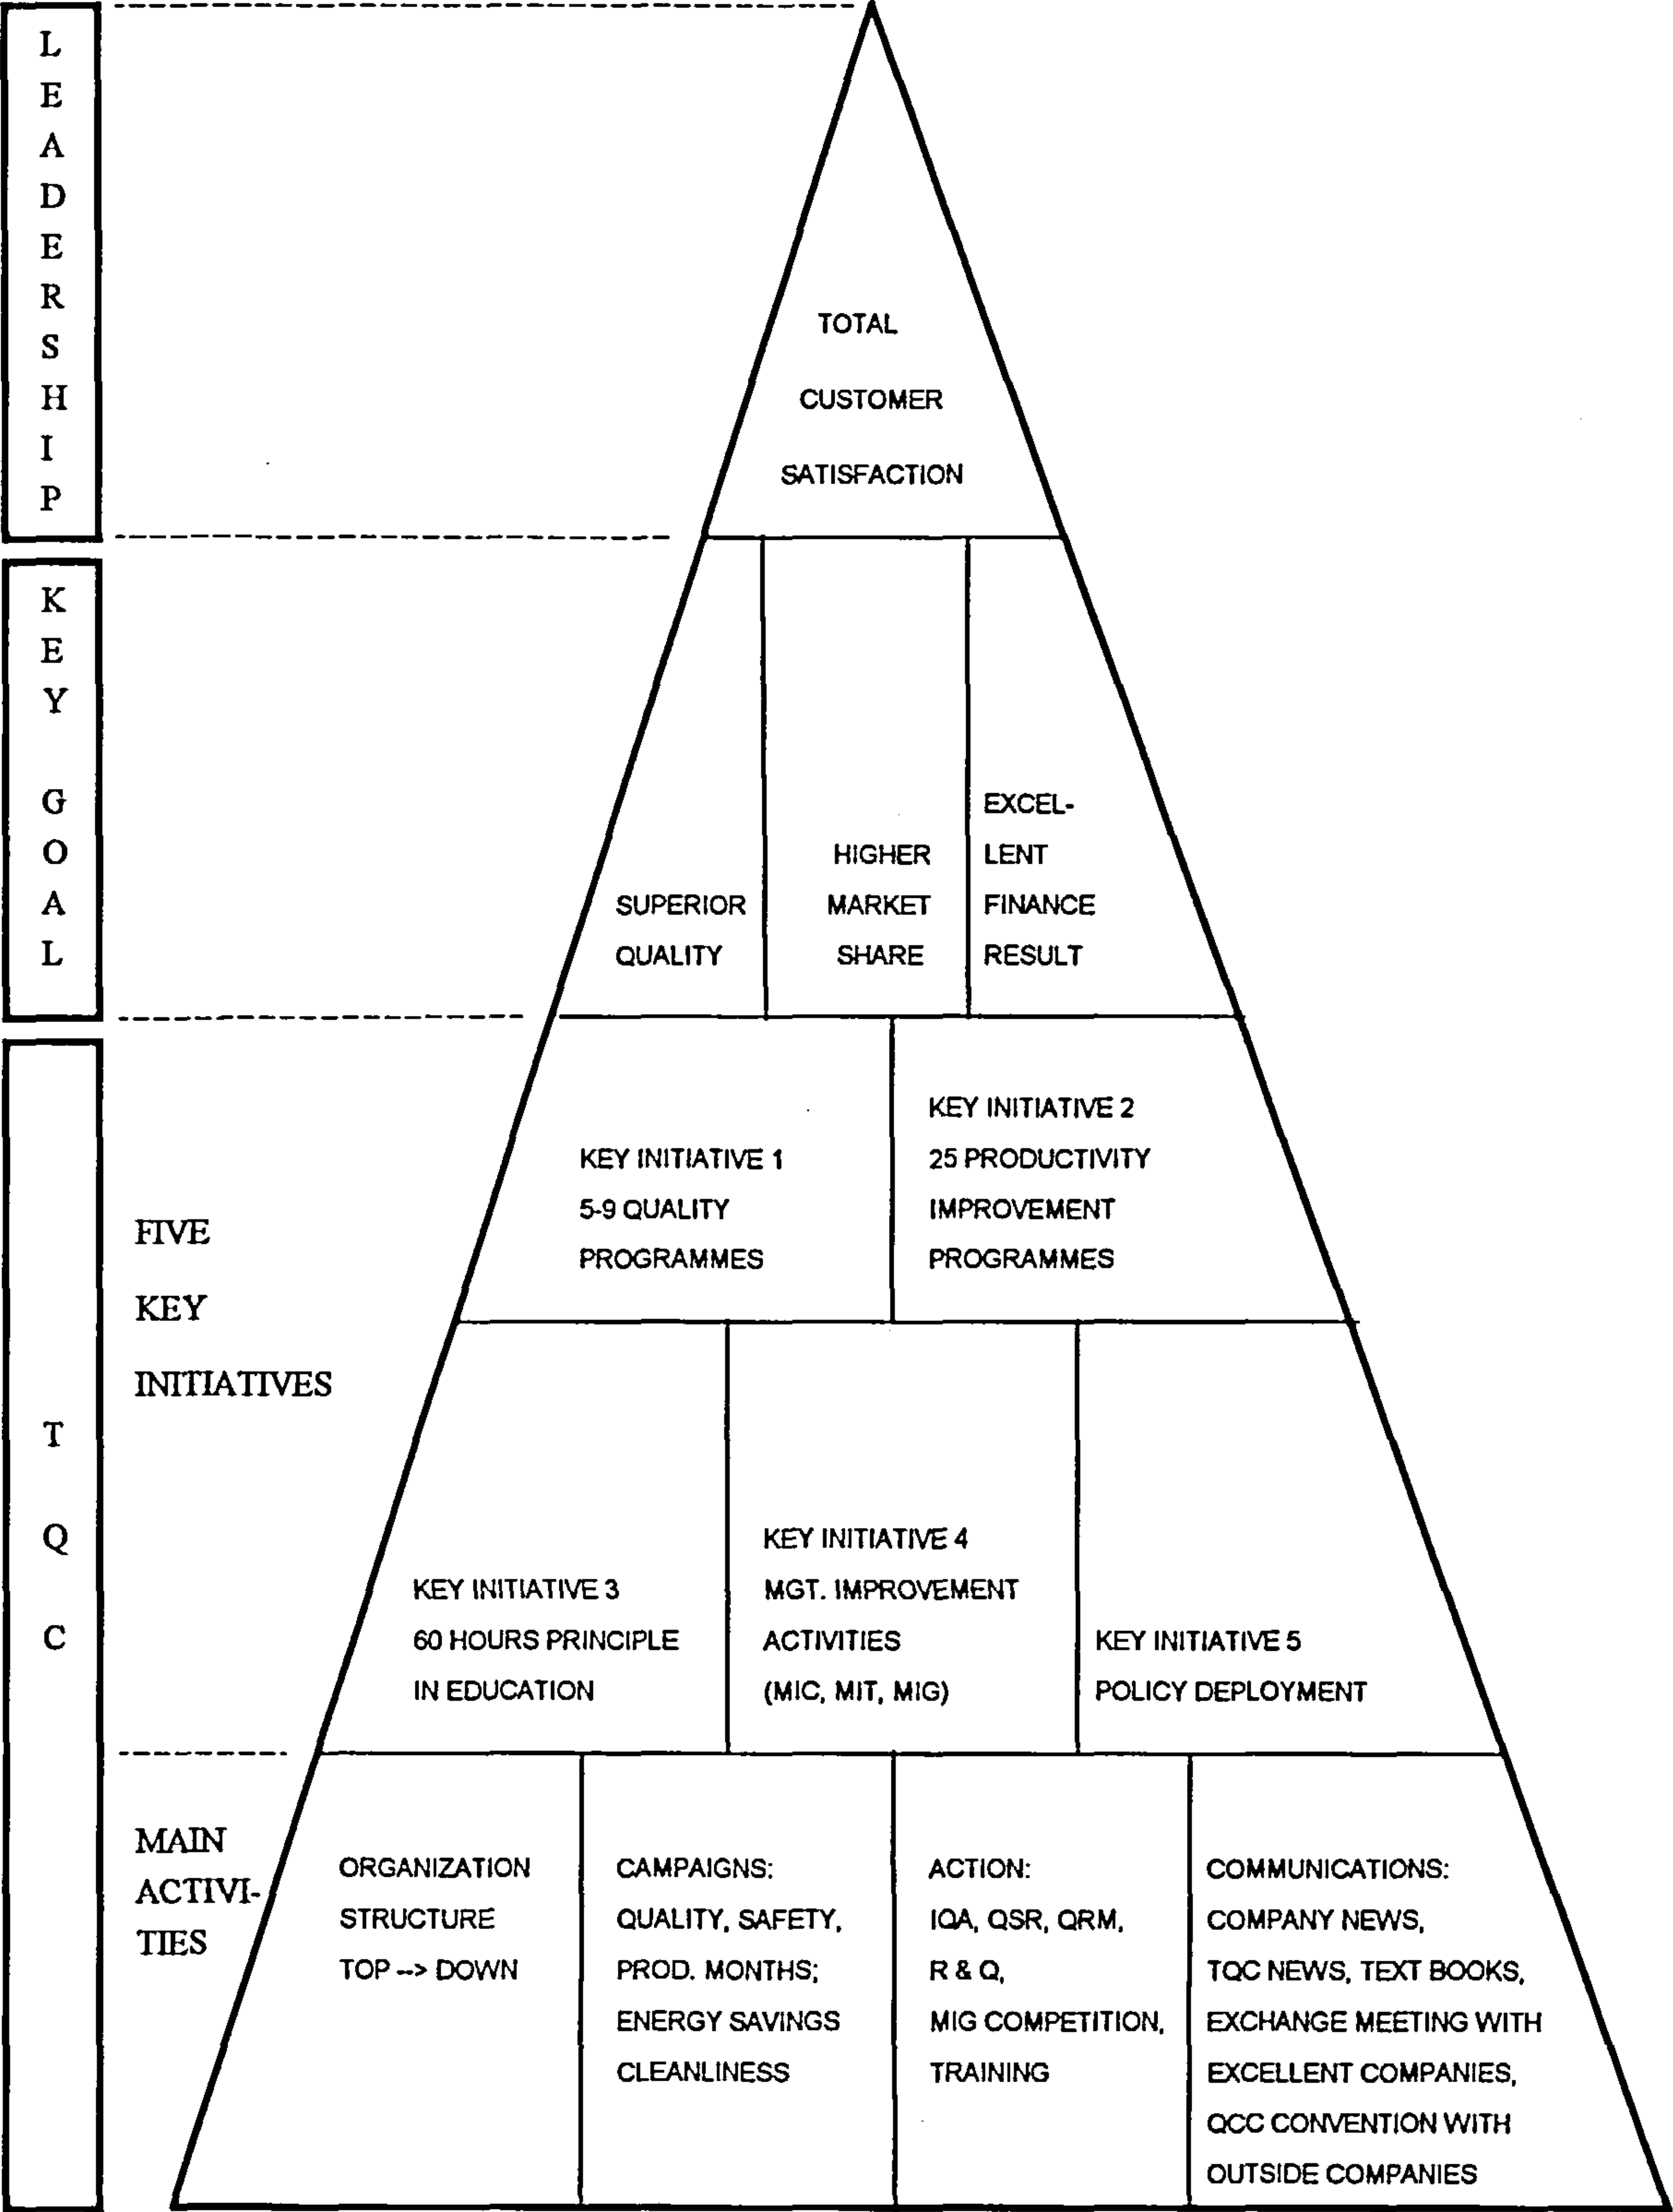 LEADERSHIP
TOTAL
CUSTOMER
SATISFACTION
KEY GOAL
SUPERIOR
QUALITY
HIGHER
MARKET
SHARE
EXCEL-
LENT
FINANCE
RESULT
TQC
FIVE
KEY
INITIATIVES
KEY INITIATIVE 1
5-9 QUALITY
PROGRAMMES
KEY INITIATIVE 2
25 PRODUCTIVITY
IMPROVEMENT
PROGRAMMES
KEY INITIATIVE 3
60 HOURS PRINCIPLE
IN EDUCATION
KEY INITIATIVE 4
MGT. IMPROVEMENT
ACTIVITIES
(MIC, MIT, MIG)
KEY INITIATIVE 5
POLICY DEPLOYMENT
MAIN
ACTIVI-
TIES
ORGANIZATION
STRUCTURE
TOP --> DOWN
CAMPAIGNS:
QUALITY, SAFETY,
PROD. MONTHS;
ENERGY SAVINGS
CLEANLINESS
ACTION:
IQA, QSR, QRM,
R & Q,
MIG COMPETITION,
TRAINING
COMMUNICATIONS:
COMPANY NEWS,
TQC NEWS, TEXT BOOKS,
EXCHANGE MEETING WITH
EXCELLENT COMPANIES,
QCC CONVENTION WITH
OUTSIDE COMPANIES